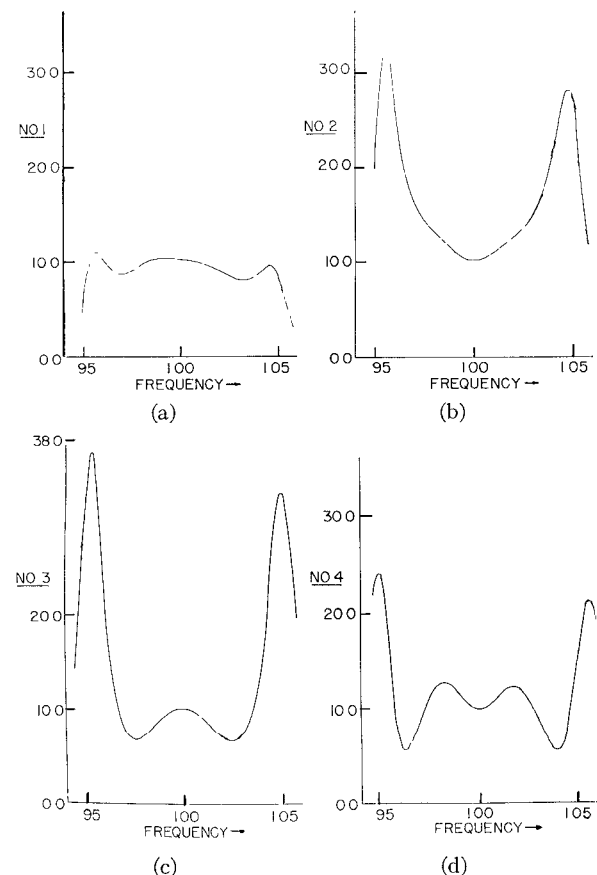 300
NO 1
200
100
00
95 100 105
FREQUENCY →
(a)
300
NO 2
200
100
00
95 100 105
FREQUENCY →
(b)
380
NO 3
200
100
00
95 100 105
FREQUENCY →
(c)
300
NO 4
200
100
00
95 100 105
FREQUENCY →
(d)